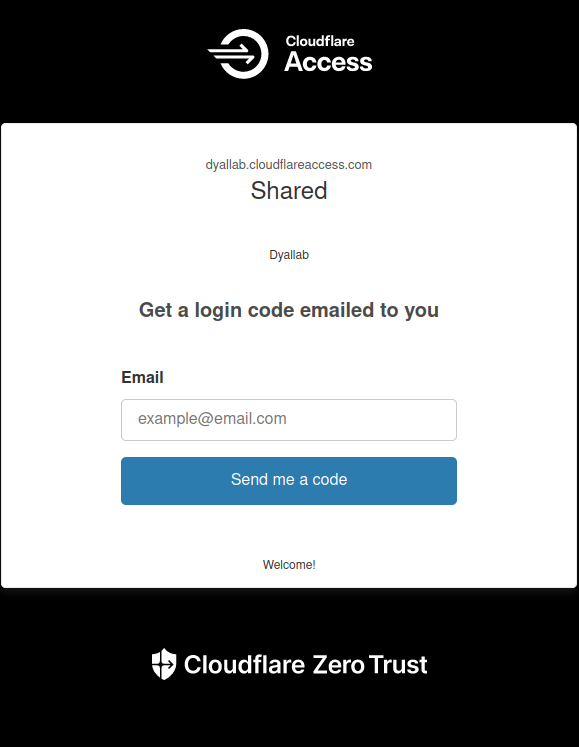 Cloudflare
Access
dyallab.cloudflareaccess.com
Shared
Dyallab
Get a login code emailed to you
Email
example@email.com
Send me a code
Welcome!
Cloudflare Zero Trust